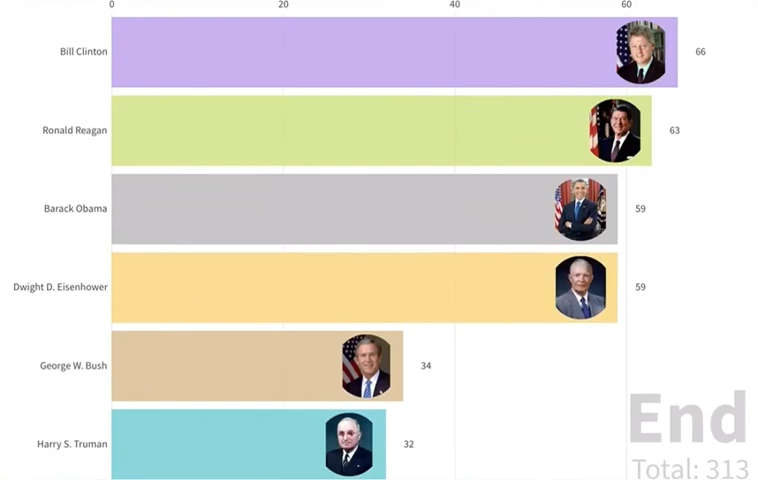 0 20 40 60
Bill Clinton 66
Ronald Reagan 63
Barack Obama 59
Dwight D. Eisenhower 59
George W. Bush 34
Harry S. Truman 32
End
Total: 313